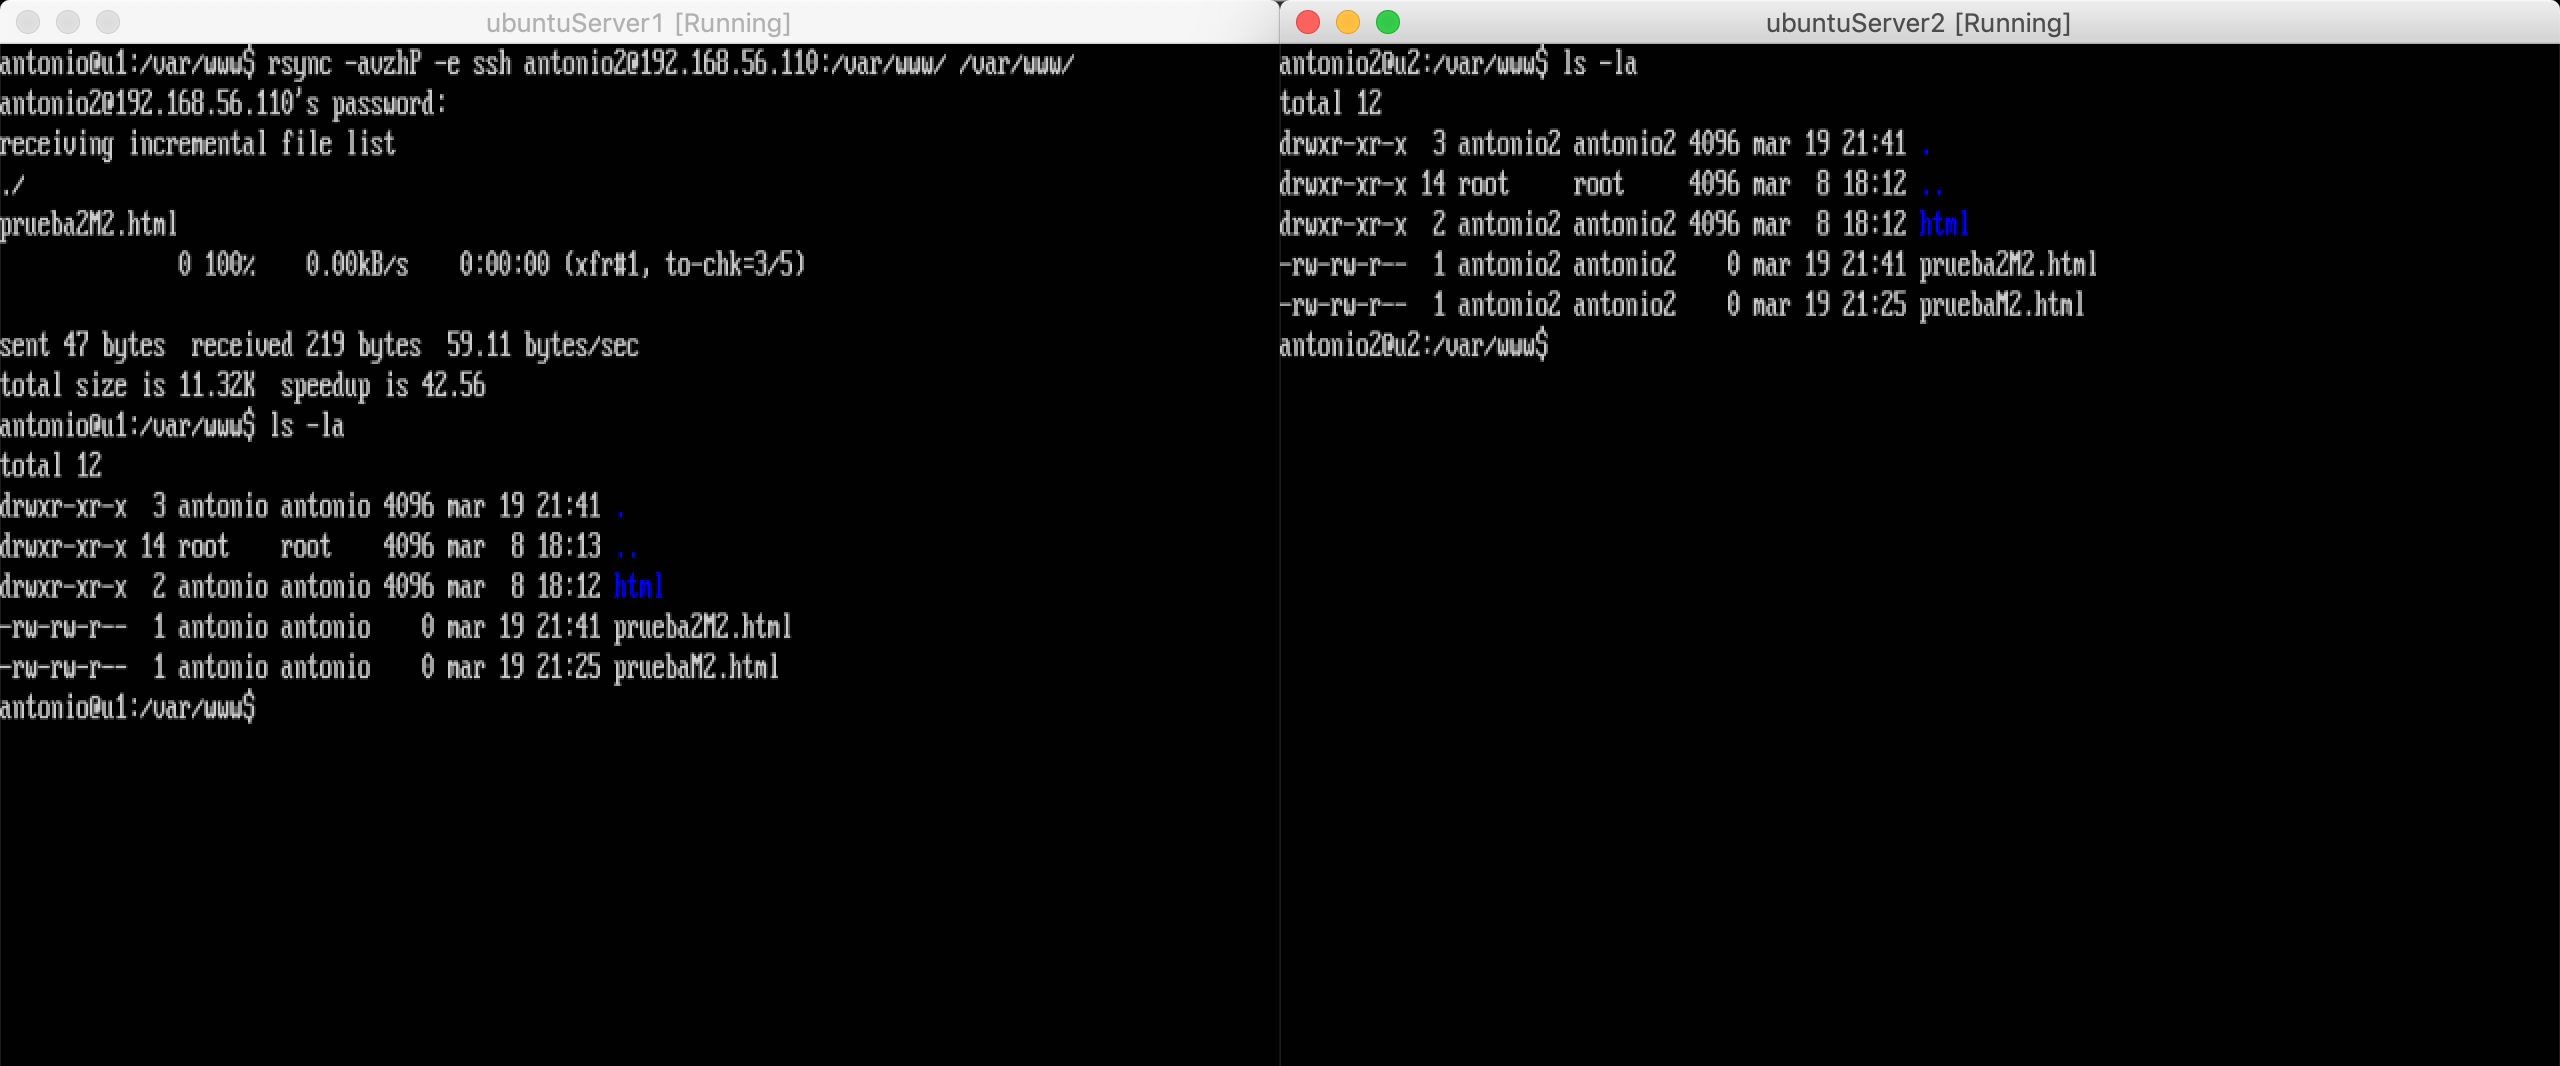 ubuntuServer1 [Running]
antonio@u1:/var/www$ rsync -avzhP -e ssh antonio2@192.168.56.110:/var/www/ /var/www/
antonio2@192.168.56.110's password:
receiving incremental file list
./
prueba2M2.html
              0 100%    0.00kB/s    0:00:00 (xfr#1, to-chk=3/5)
sent 47 bytes  received 219 bytes  59.11 bytes/sec
total size is 11.32K  speedup is 42.56
antonio@u1:/var/www$ ls -la
total 12
drwxr-xr-x  3 antonio antonio 4096 mar 19 21:41 .
drwxr-xr-x 14 root    root    4096 mar  8 18:13 ..
drwxr-xr-x  2 antonio antonio 4096 mar  8 18:12 html
-rw-rw-r--  1 antonio antonio    0 mar 19 21:41 prueba2M2.html
-rw-rw-r--  1 antonio antonio    0 mar 19 21:25 pruebaM2.html
antonio@u1:/var/www$
ubuntuServer2 [Running]
antonio2@u2:/var/www$ ls -la
total 12
drwxr-xr-x  3 antonio2 antonio2 4096 mar 19 21:41 .
drwxr-xr-x 14 root     root     4096 mar  8 18:12 ..
drwxr-xr-x  2 antonio2 antonio2 4096 mar  8 18:12 html
-rw-rw-r--  1 antonio2 antonio2    0 mar 19 21:41 prueba2M2.html
-rw-rw-r--  1 antonio2 antonio2    0 mar 19 21:25 pruebaM2.html
antonio2@u2:/var/www$